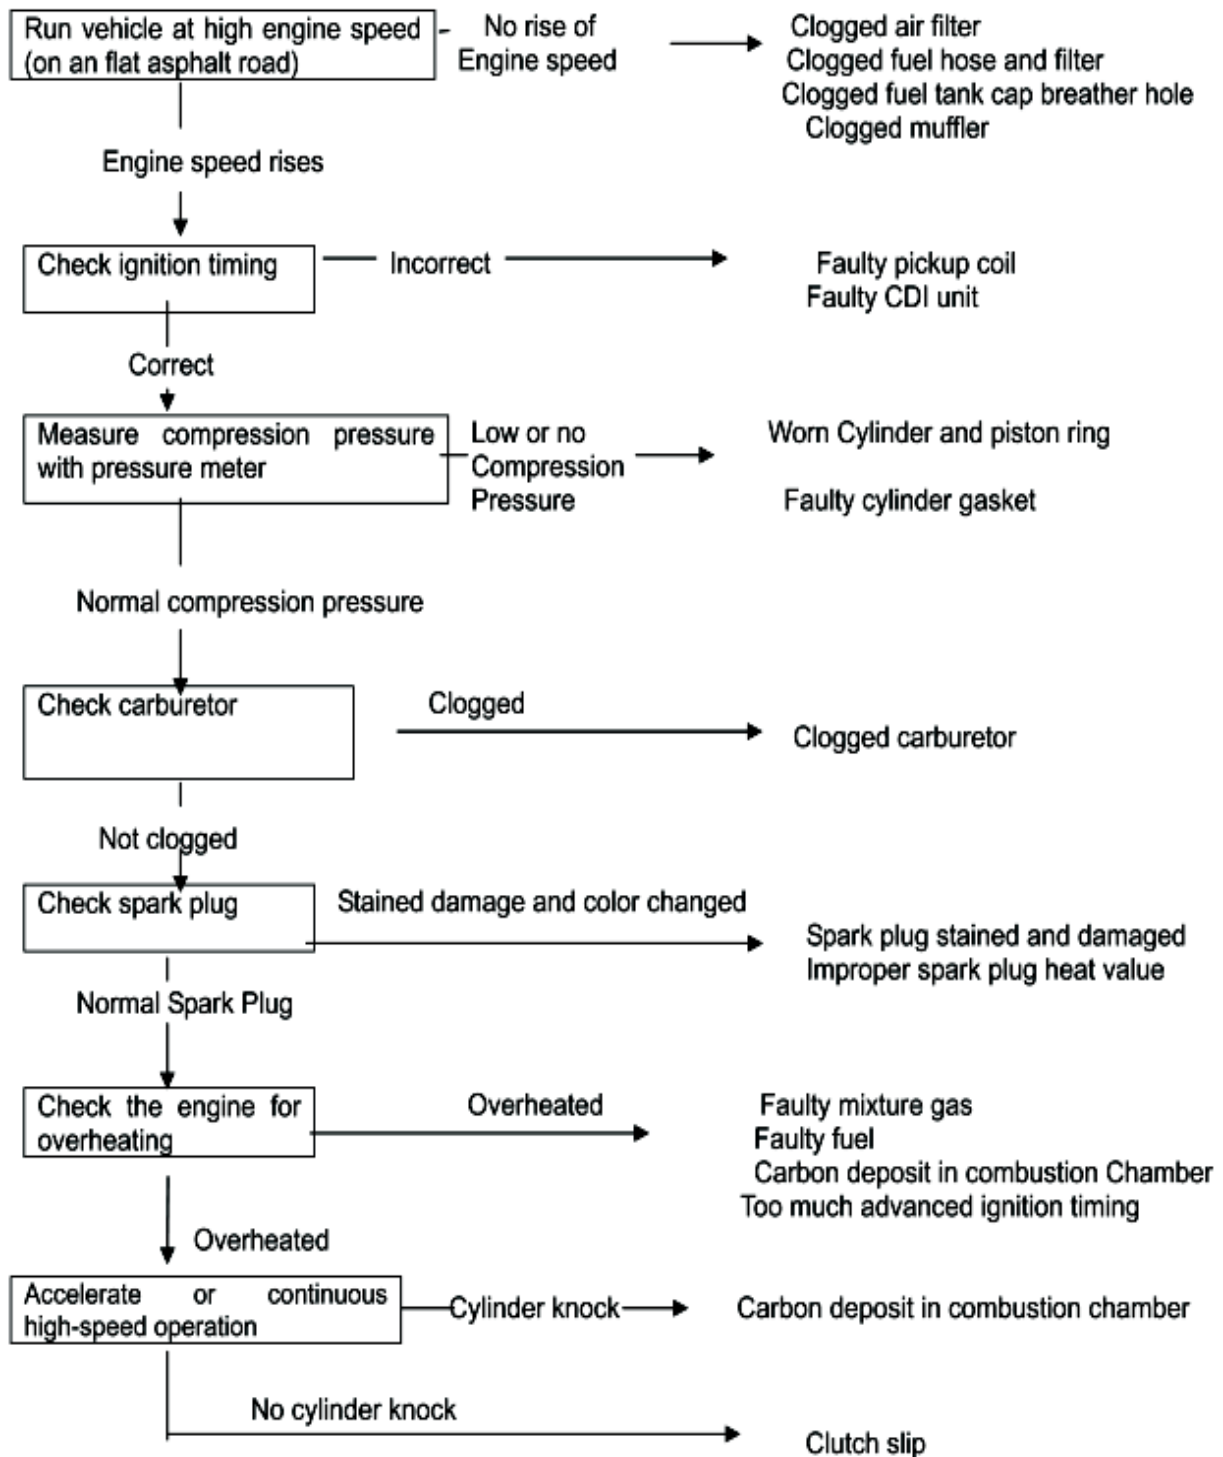 Run vehicle at high engine speed
(on an flat asphalt road)
No rise of
Engine speed
Clogged air filter
Clogged fuel hose and filter
Clogged fuel tank cap breather hole
Clogged muffler
Engine speed rises
Check ignition timing
Incorrect
Faulty pickup coil
Faulty CDI unit
Correct
Measure compression pressure
with pressure meter
Low or no
Compression
Pressure
Worn Cylinder and piston ring
Faulty cylinder gasket
Normal compression pressure
Check carburetor
Clogged
Clogged carburetor
Not clogged
Check spark plug
Stained damage and color changed
Spark plug stained and damaged
Improper spark plug heat value
Normal Spark Plug
Check the engine for
overheating
Overheated
Faulty mixture gas
Faulty fuel
Carbon deposit in combustion Chamber
Too much advanced ignition timing
Overheated
Accelerate or continuous
high-speed operation
Cylinder knock
Carbon deposit in combustion chamber
No cylinder knock
Clutch slip